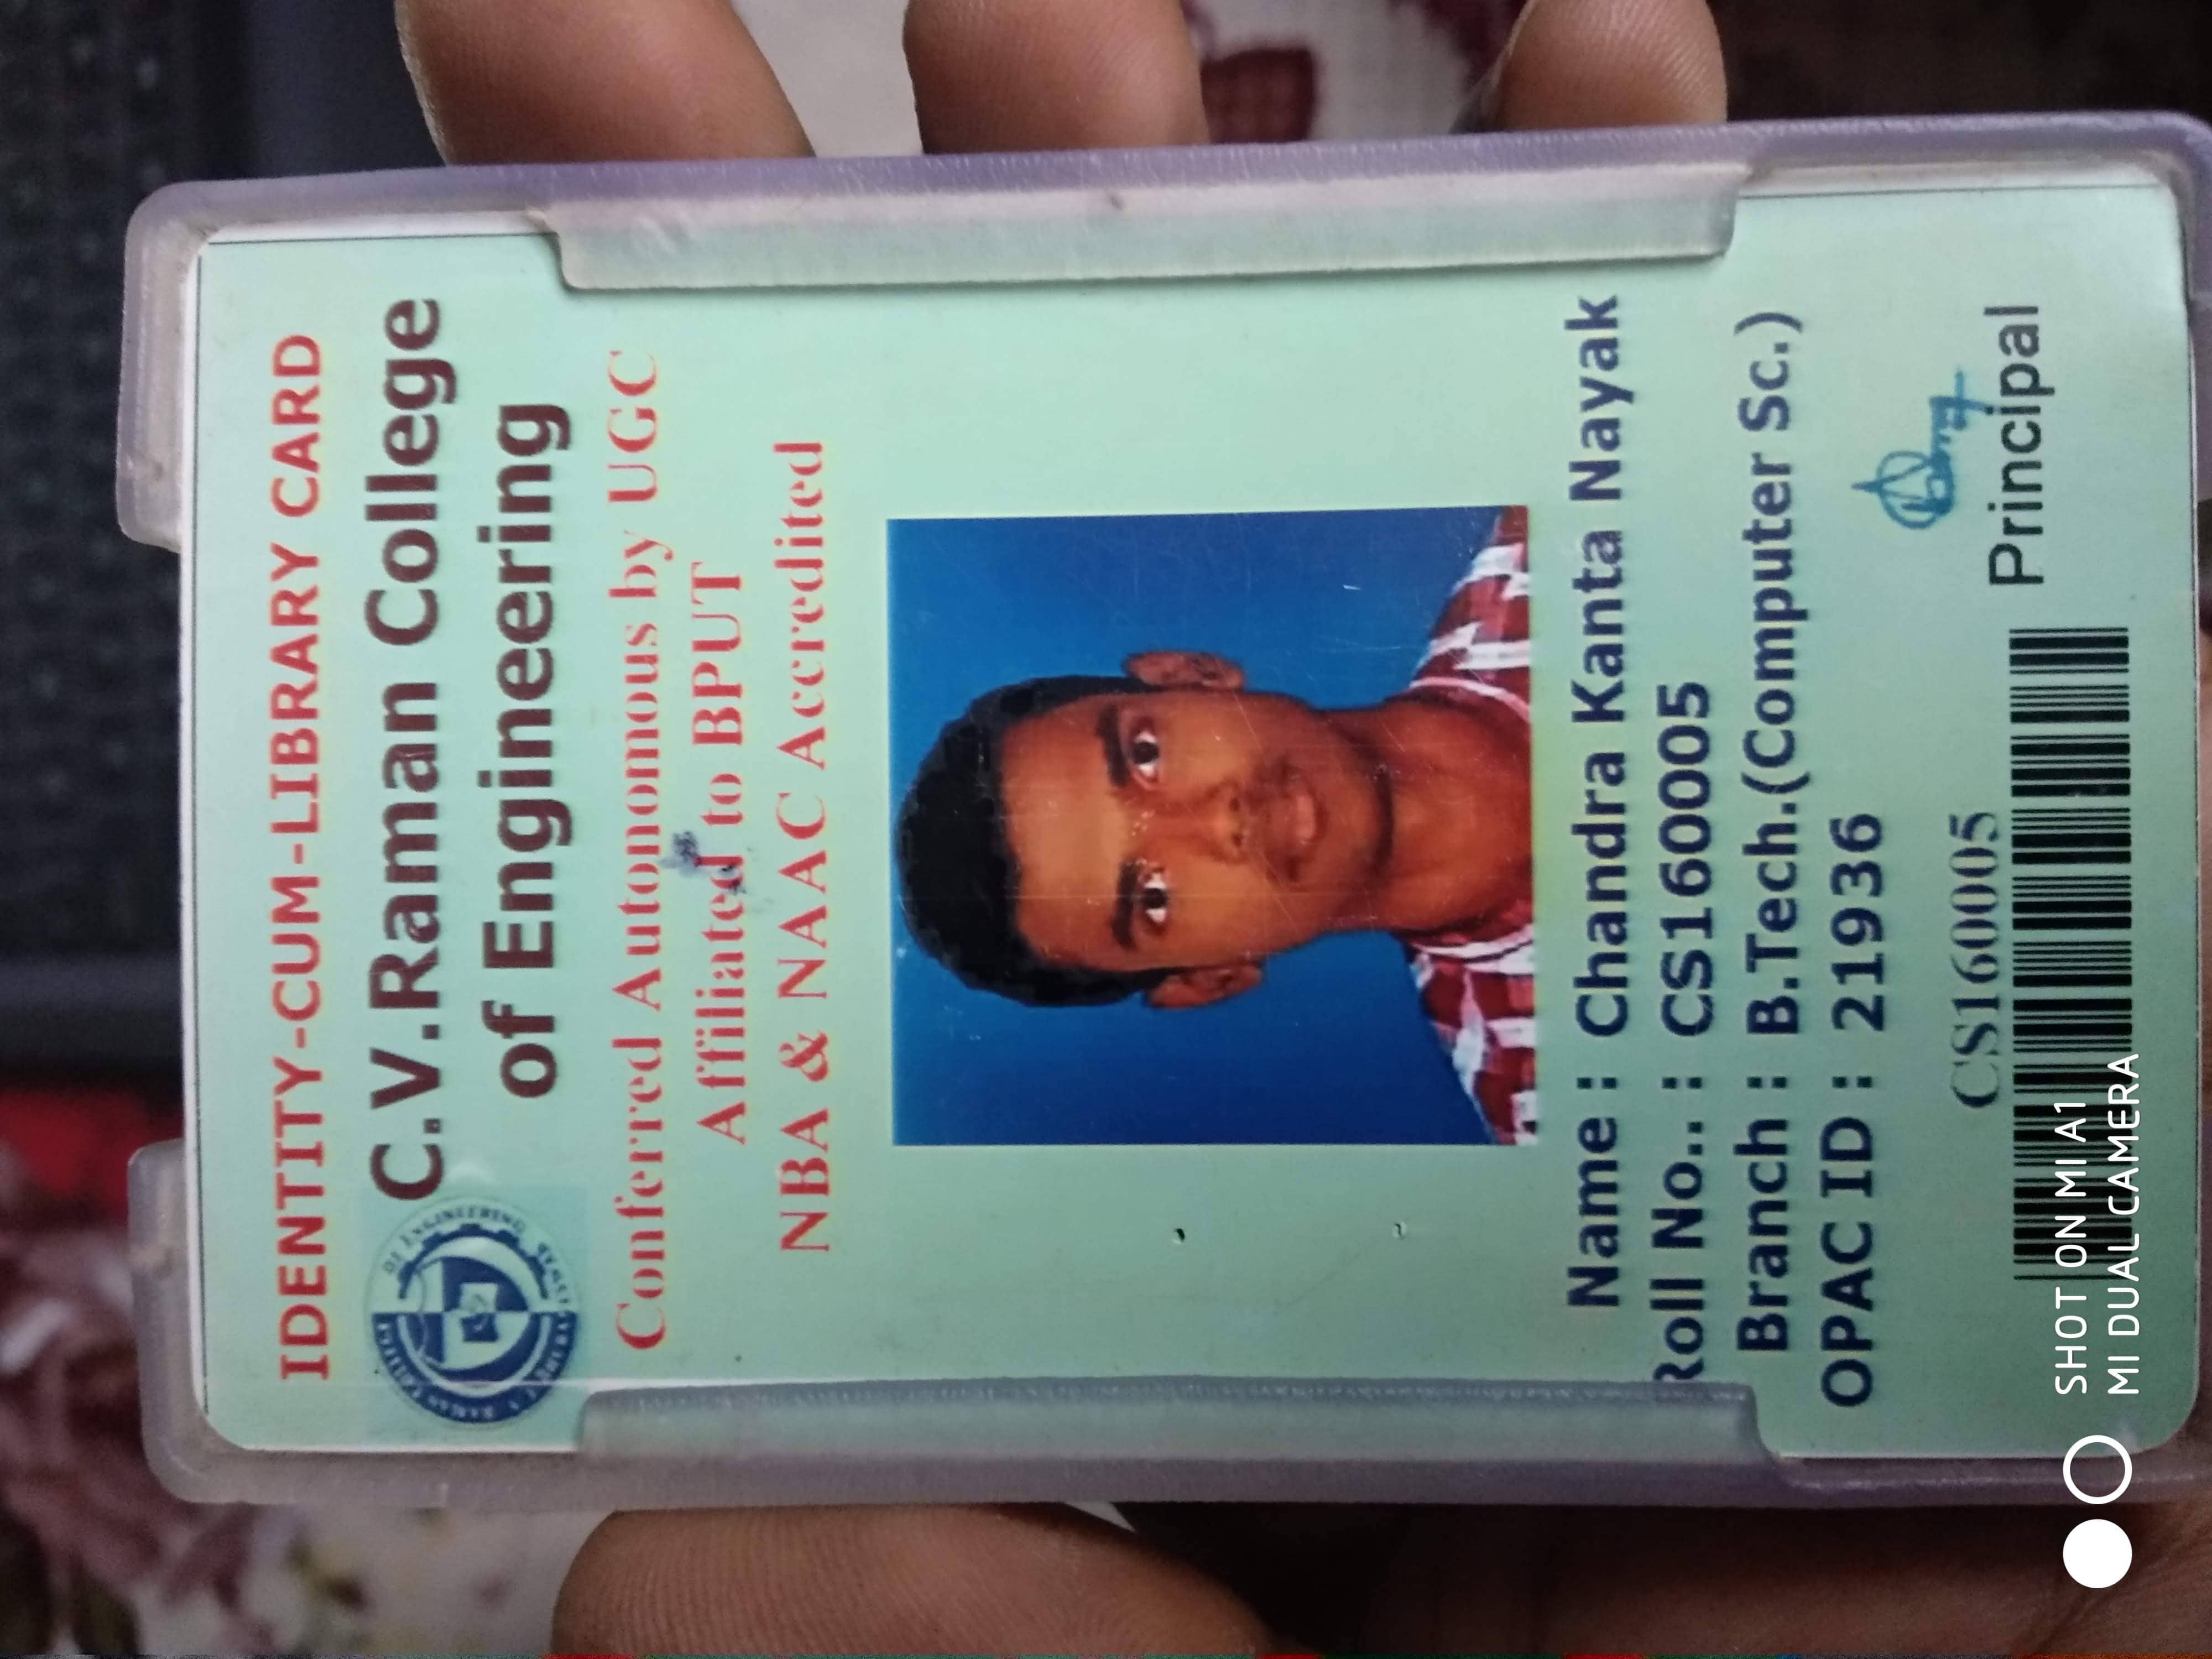 IDENTITY-CUM-LIBRARY CARD
C.V.Raman College
of Engineering
Conferred Autonomous by UGC
Affiliated to BPUT
NBA & NAAC Accredited
Name : Chandra Kanta Nayak
Roll No.. : CS160005
Branch : B.Tech.(Computer Sc.)
OPAC ID : 21936
CS160005
Principal
SHOT ON MI A1
MI DUAL CAMERA